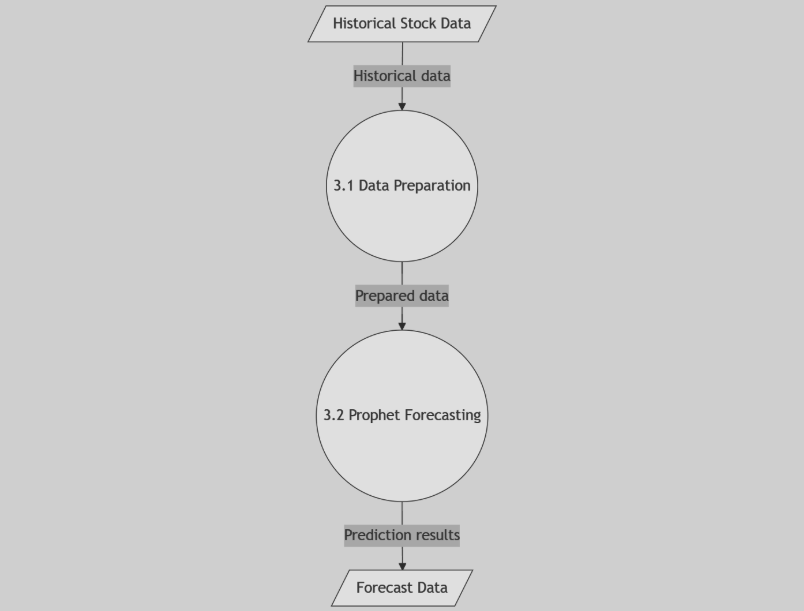 Historical Stock Data
Historical data
3.1 Data Preparation
Prepared data
3.2 Prophet Forecasting
Prediction results
Forecast Data